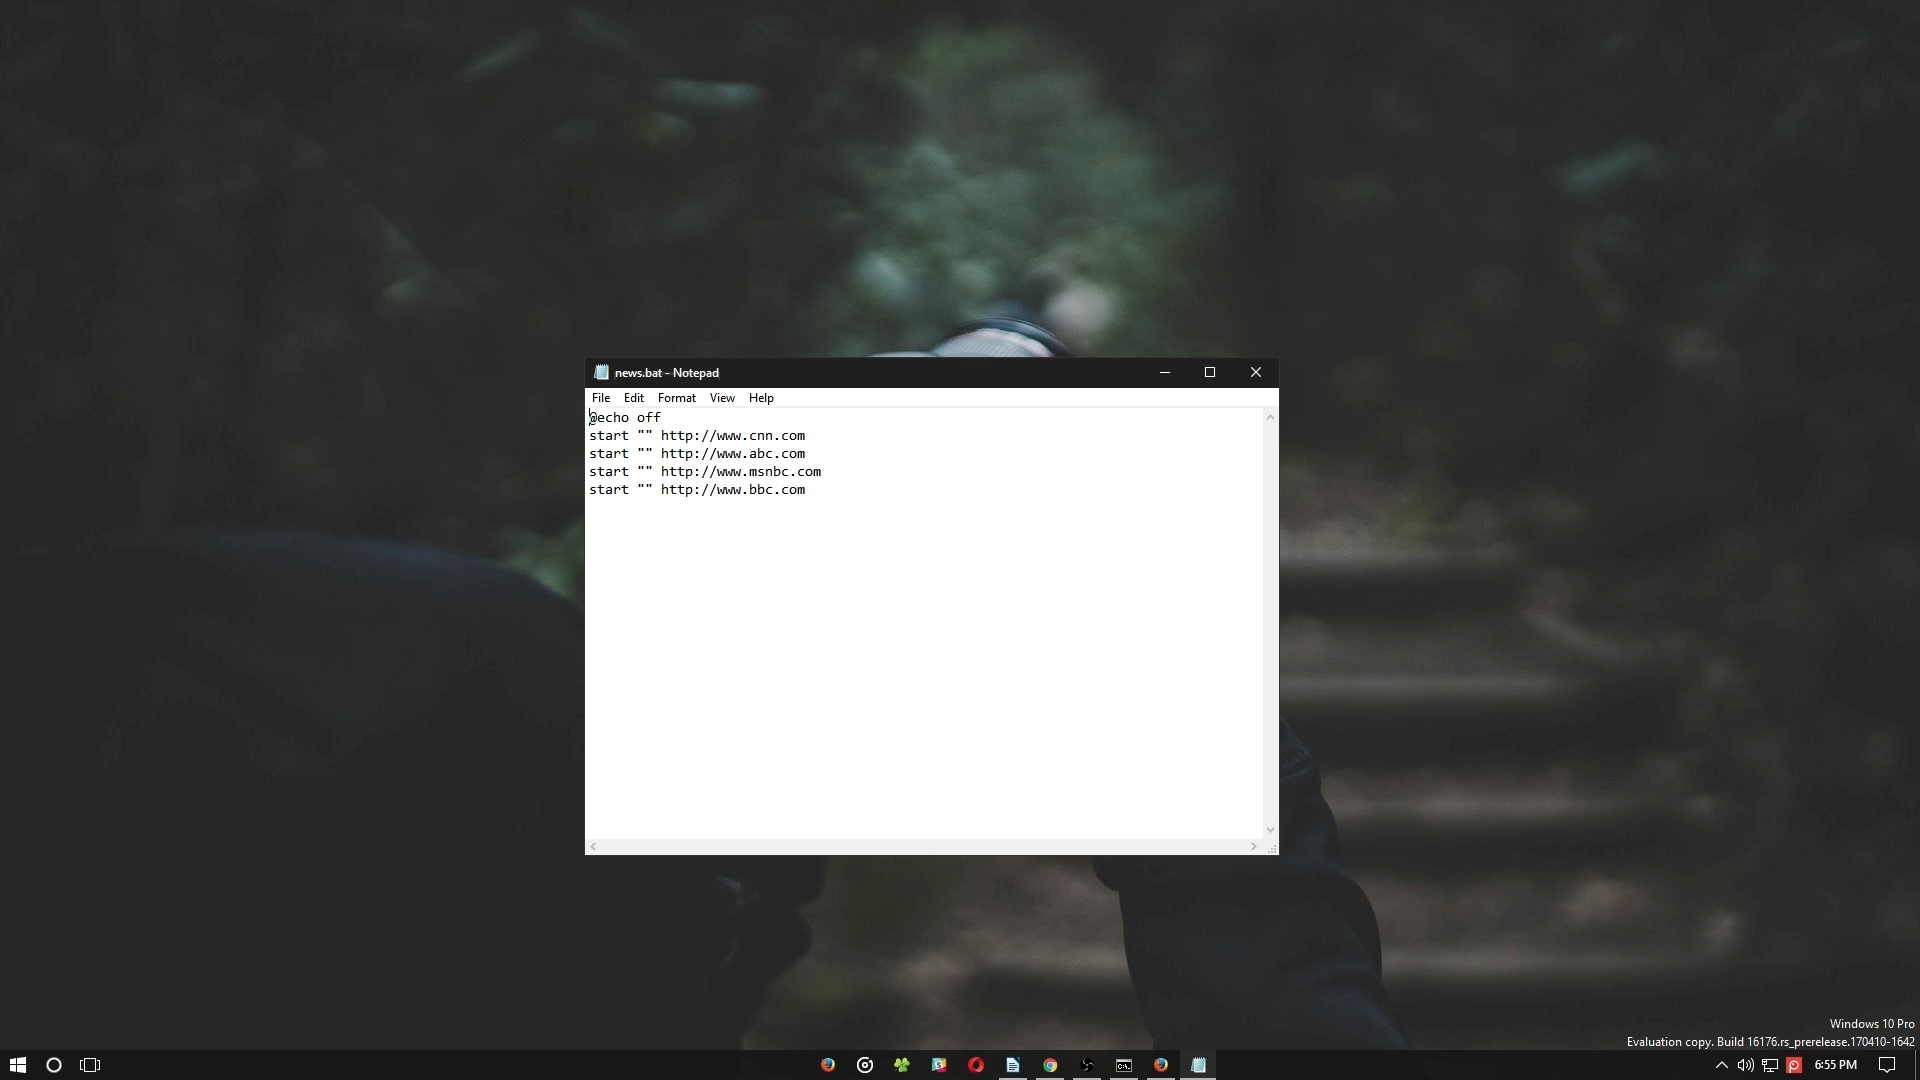 news.bat - Notepad
File Edit Format View Help
@echo off
start "" http://www.cnn.com
start "" http://www.abc.com
start "" http://www.msnbc.com
start "" http://www.bbc.com
Windows 10 Pro
Evaluation copy. Build 16176.rs_prerelease.170410-1642
6:55 PM